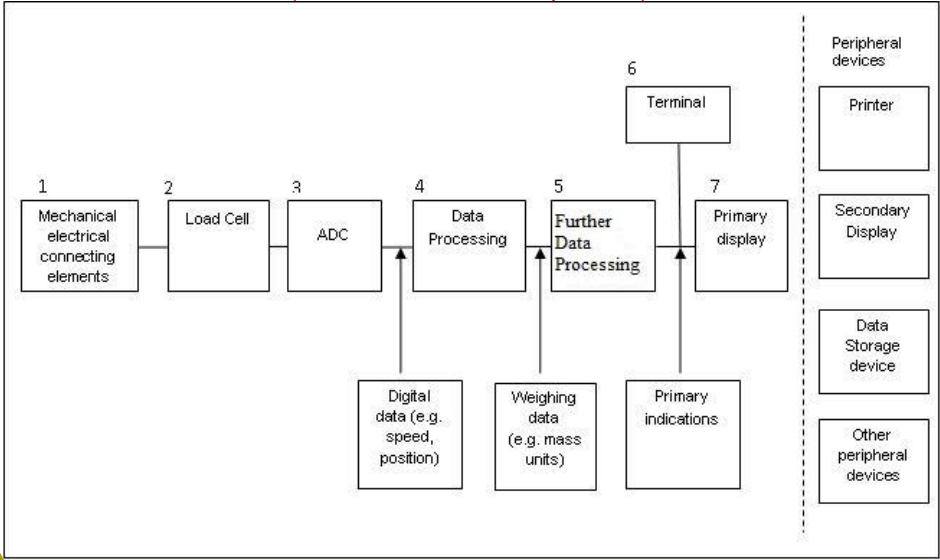 Peripheral
devices
6
Terminal
Printer
1
2
3
4
5
7
Mechanical
electrical
connecting
elements
Load Cell
ADC
Data
Processing
Further
Data
Processing
Primary
display
Secondary
Display
Digital
data (e.g.
speed,
position)
Weighing
data
(e.g. mass
units)
Primary
indications
Data
Storage
device
Other
peripheral
devices